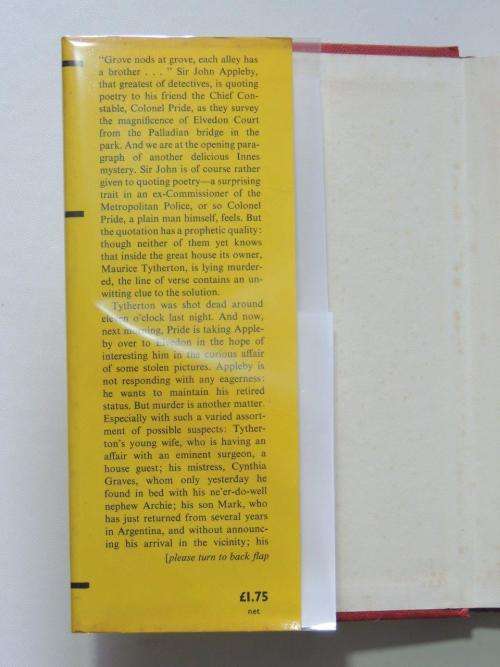 "Grove nods at grove, each alley has
a brother . . . " Sir John Appleby,
that greatest of detectives, is quoting
poetry to his friend the Chief Con-
stable, Colonel Pride, as they survey
the magnificence of Elvedon Court
from the Palladian bridge in the
park. And we are at the opening para-
graph of another delicious Innes
mystery. Sir John is of course rather
given to quoting poetry—a surprising
trait in an ex-Commissioner of the
Metropolitan Police, or so Colonel
Pride, a plain man himself, feels. But
the quotation has a prophetic quality:
though neither of them yet knows
that inside the great house its owner,
Maurice Tytherton, is lying murder-
ed, the line of verse contains an un-
witting clue to the solution.
Tytherton was shot dead around
eleven o'clock last night. And now,
next morning, Pride is taking Apple-
by over to Elvedon in the hope of
interesting him in the curious affair
of some stolen pictures. Appleby is
not responding with any eagerness:
he wants to maintain his retired
status. But murder is another matter.
Especially with such a varied assort-
ment of possible suspects: Tyther-
ton's young wife, who is having an
affair with an eminent surgeon, a
house guest; his mistress, Cynthia
Graves, whom only yesterday he
found in bed with his ne'er-do-well
nephew Archie; his son Mark, who
has just returned from several years
in Argentina, and without announc-
ing his arrival in the vicinity; his
[please turn to back flap
£1.75
net